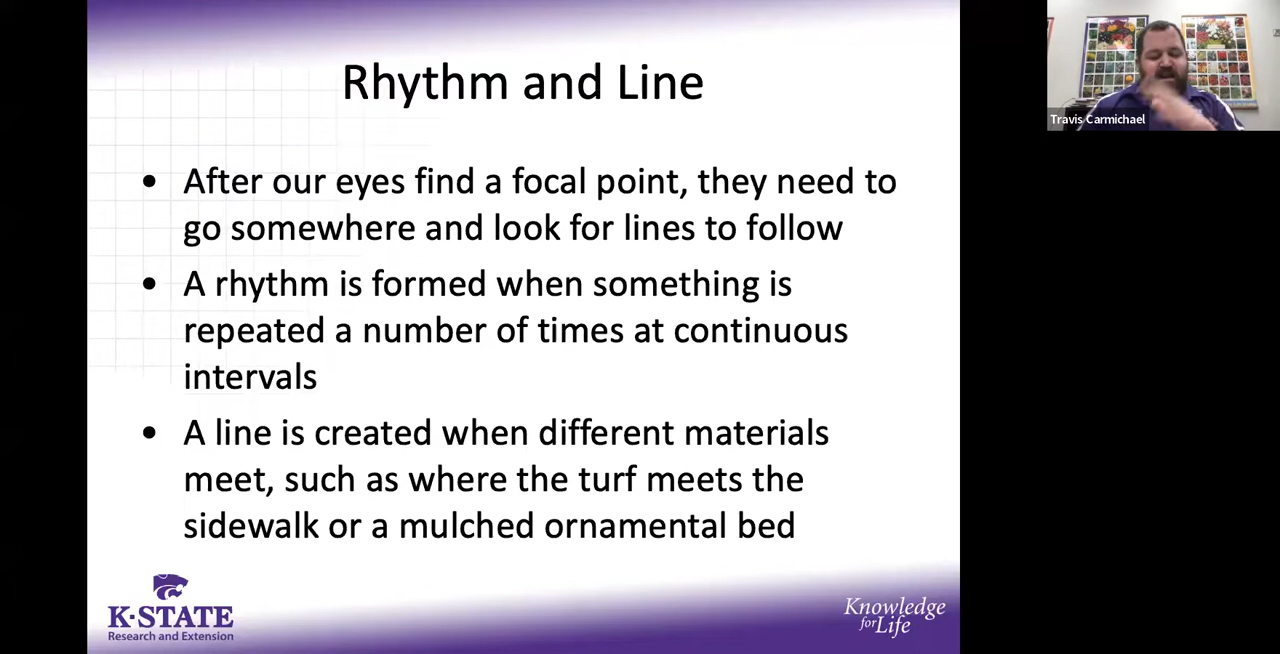 Rhythm and Line
• After our eyes find a focal point, they need to
go somewhere and look for lines to follow
• A rhythm is formed when something is
repeated a number of times at continuous
intervals
• A line is created when different materials
meet, such as where the turf meets the
sidewalk or a mulched ornamental bed
K-STATE
Research and Extension
Knowledge
for Life
Travis Carmichael